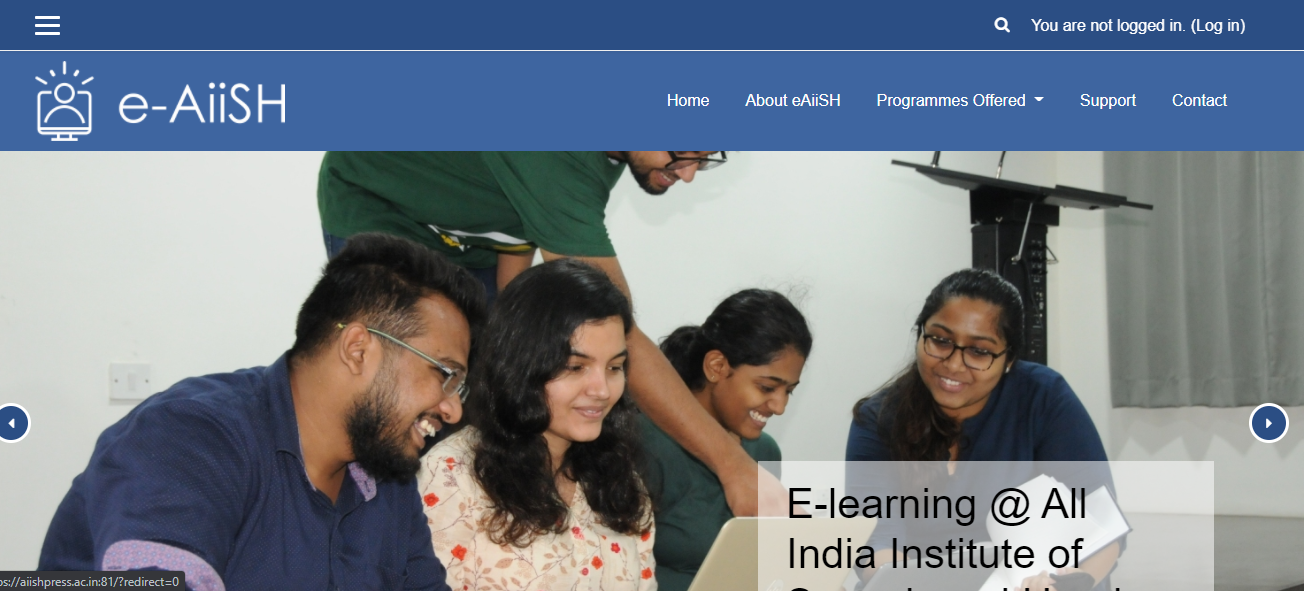 You are not logged in. (Log in)
e-AiiSH
Home About eAiiSH Programmes Offered Support Contact
E-learning @ All
India Institute of
ps://aiishpress.ac.in:81/?redirect=0